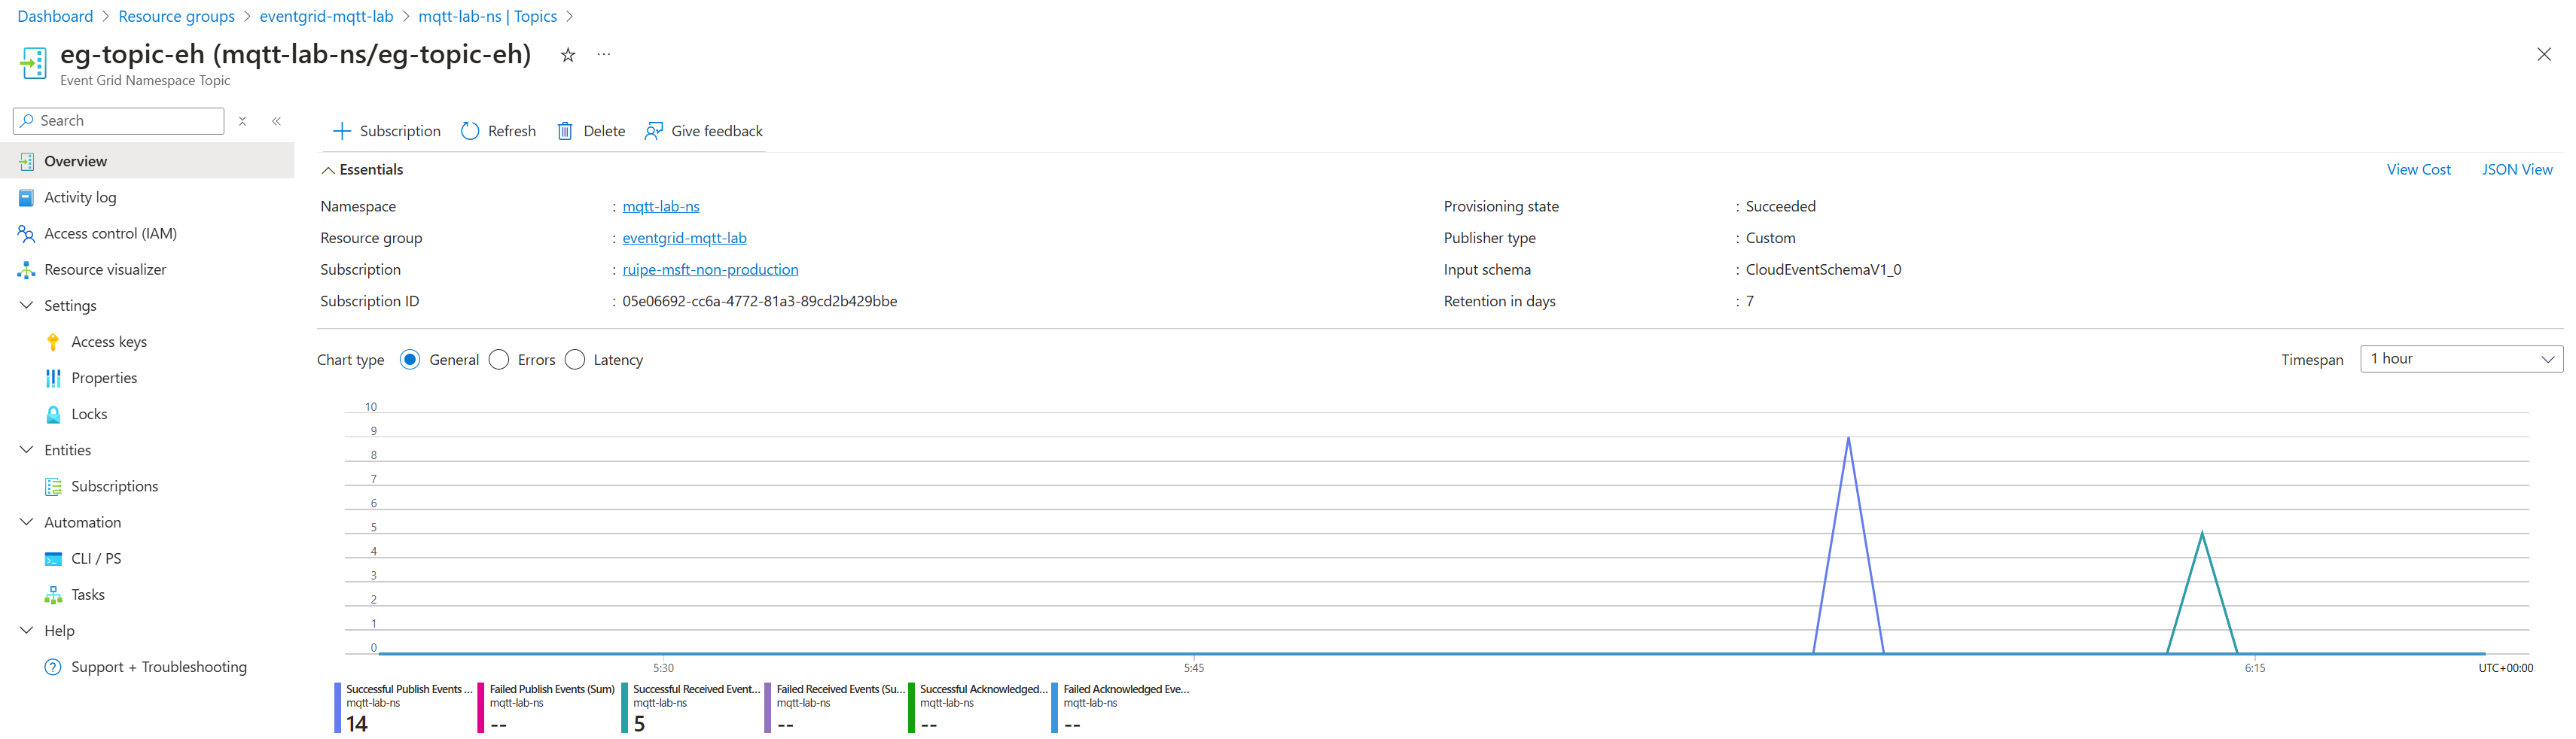 Dashboard > Resource groups > eventgrid-mqtt-lab > mqtt-lab-ns | Topics >
eg-topic-eh (mqtt-lab-ns/eg-topic-eh)
Event Grid Namespace Topic
Search
Overview
Activity log
Access control (IAM)
Resource visualizer
Settings
Access keys
Properties
Locks
Entities
Subscriptions
Automation
CLI / PS
Tasks
Help
Support + Troubleshooting
Subscription Refresh Delete Give feedback
Essentials
View Cost JSON View
Namespace : mqtt-lab-ns
Resource group : eventgrid-mqtt-lab
Subscription : ruipe-msft-non-production
Subscription ID : 05e06692-cc6a-4772-81a3-89cd2b429bbe
Provisioning state : Succeeded
Publisher type : Custom
Input schema : CloudEventSchemaV1_0
Retention in days : 7
Chart type General Errors Latency
Timespan 1 hour
10
9
8
7
6
5
4
3
2
1
0
5:30 5:45 6:15 UTC+00:00
Successful Publish Events ...
mqtt-lab-ns
14
Failed Publish Events (Sum)
mqtt-lab-ns
--
Successful Received Event...
mqtt-lab-ns
5
Failed Received Events (Su...
mqtt-lab-ns
--
Successful Acknowledged...
mqtt-lab-ns
--
Failed Acknowledged Eve...
mqtt-lab-ns
--